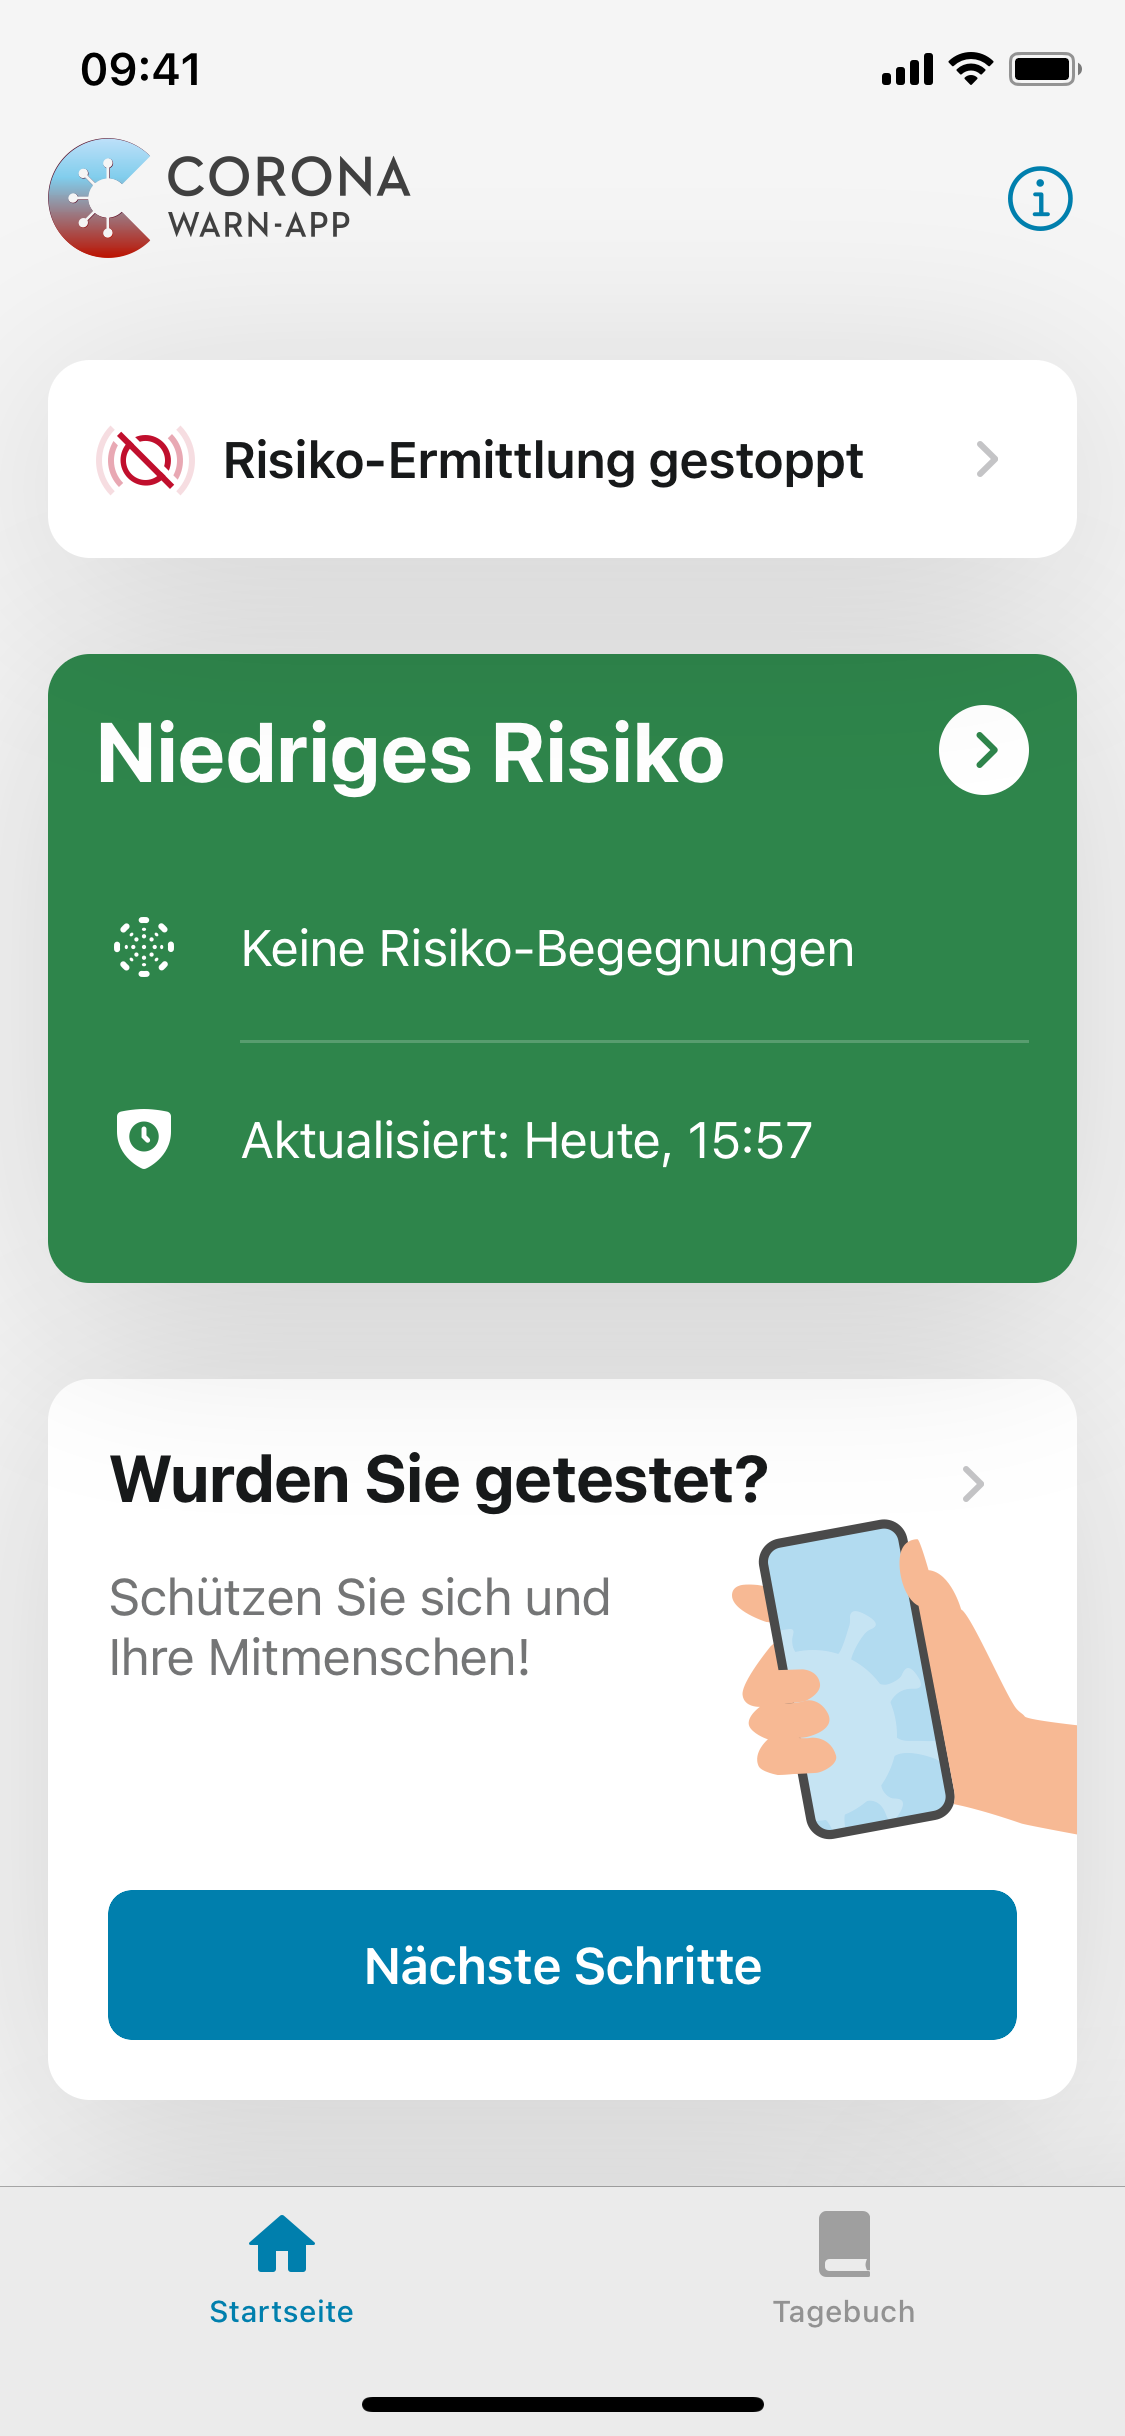 09:41
CORONA
WARN-APP
Risiko-Ermittlung gestoppt
Niedriges Risiko
Keine Risiko-Begegnungen
Aktualisiert: Heute, 15:57
Wurden Sie getestet?
Schützen Sie sich und
Ihre Mitmenschen!
Nächste Schritte
Startseite
Tagebuch